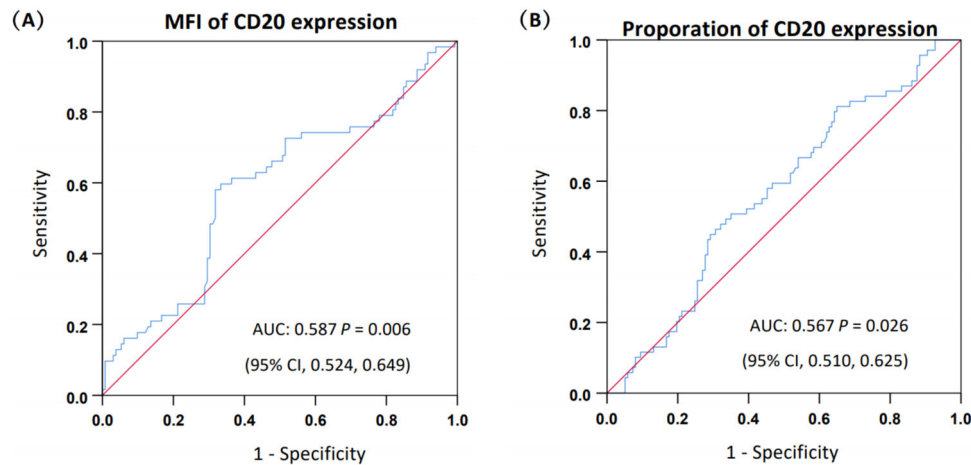 (A)
MFI of CD20 expression
1.0
0.8
0.6
0.4
0.2
0.0
Sensitivity
AUC: 0.587 P = 0.006
(95% CI, 0.524, 0.649)
0.0 0.2 0.4 0.6 0.8 1.0
1 - Specificity
(B)
Proporation of CD20 expression
1.0
0.8
0.6
0.4
0.2
0.0
Sensitivity
AUC: 0.567 P = 0.026
(95% CI, 0.510, 0.625)
0.0 0.2 0.4 0.6 0.8 1.0
1 - Specificity